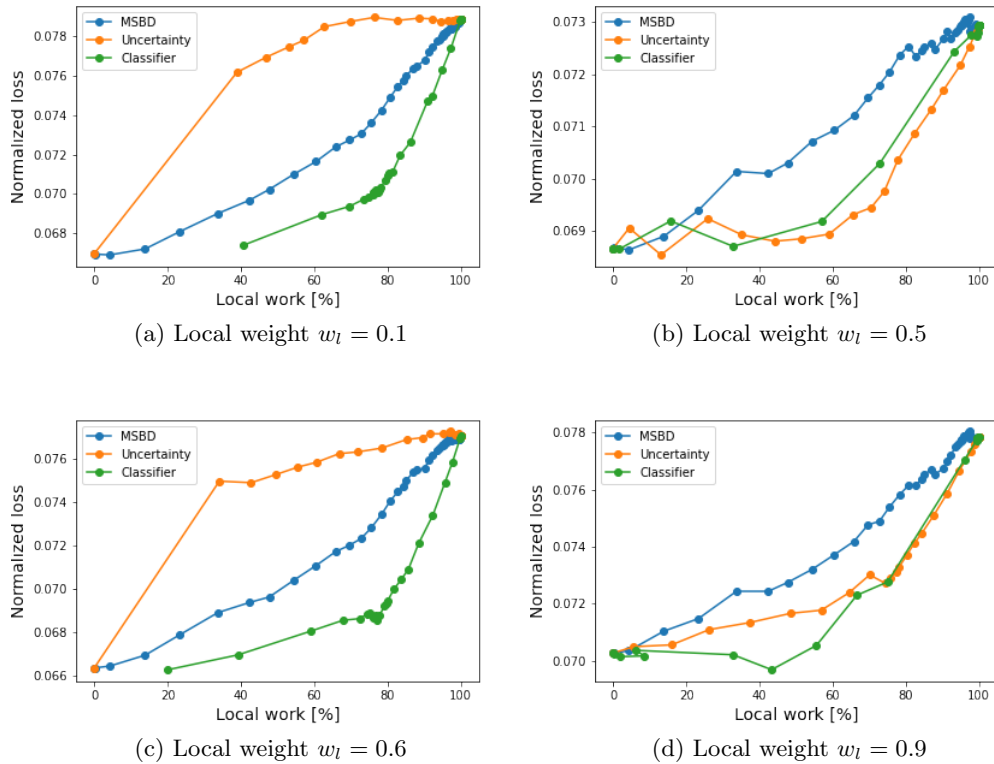 0.078
0.076
0.074
0.072
0.070
0.068
Normalized loss
MSBD
Uncertainty
Classifier
0 20 40 60 80 100
Local work [%]
(a) Local weight w_l = 0.1
0.073
0.072
0.071
0.070
0.069
Normalized loss
MSBD
Uncertainty
Classifier
0 20 40 60 80 100
Local work [%]
(b) Local weight w_l = 0.5
0.076
0.074
0.072
0.070
0.068
0.066
Normalized loss
MSBD
Uncertainty
Classifier
0 20 40 60 80 100
Local work [%]
(c) Local weight w_l = 0.6
0.078
0.076
0.074
0.072
0.070
Normalized loss
MSBD
Uncertainty
Classifier
0 20 40 60 80 100
Local work [%]
(d) Local weight w_l = 0.9